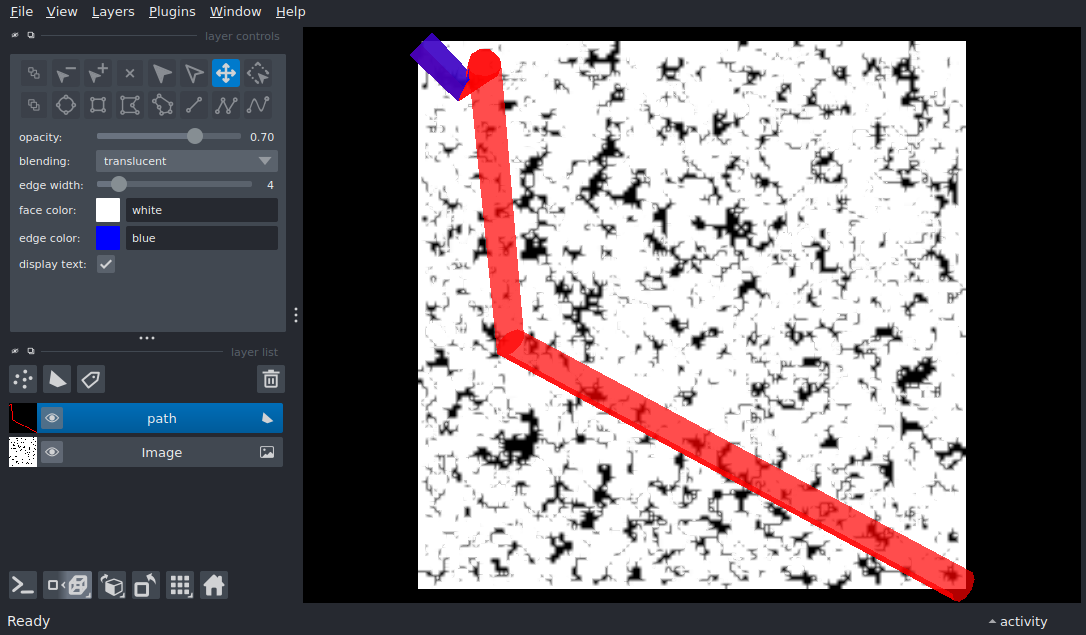 File View Layers Plugins Window Help
layer controls
opacity: 0.70
blending: translucent
edge width: 4
face color: white
edge color: blue
display text:
layer list
path
Image
Ready
activity